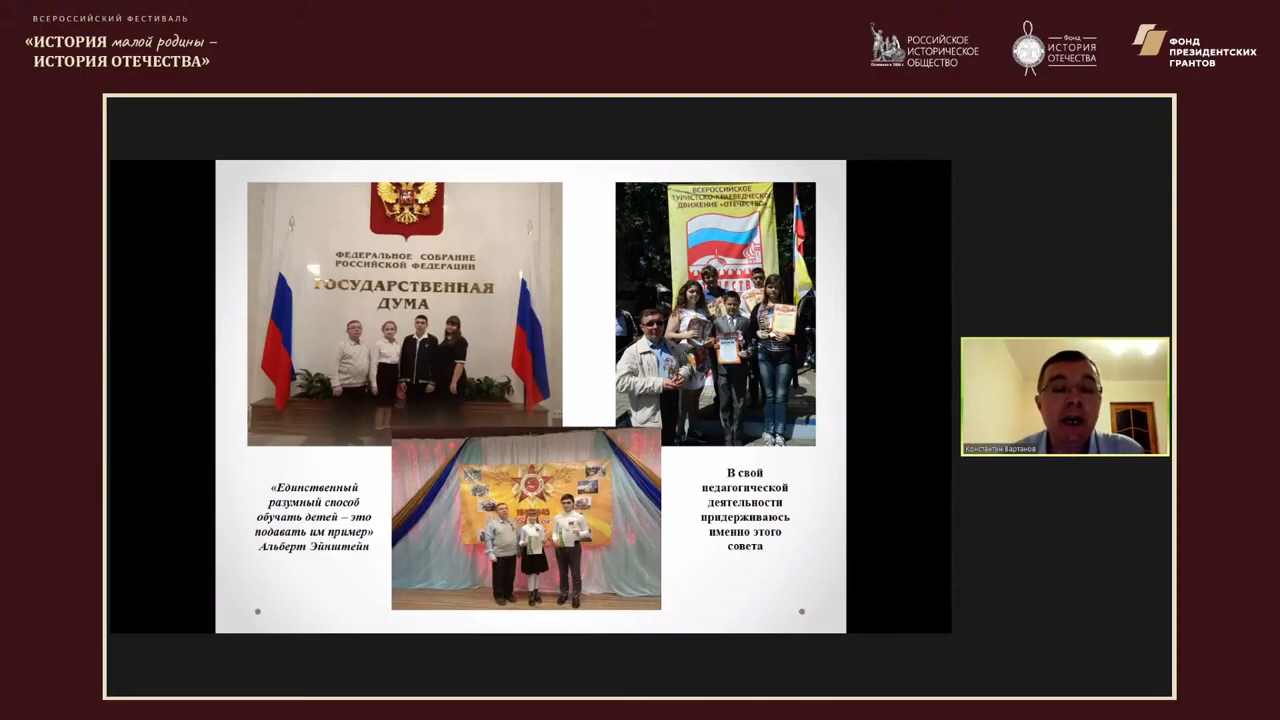 ВСЕРОССИЙСКИЙ ФЕСТИВАЛЬ
«ИСТОРИЯ малой родины –
ИСТОРИЯ ОТЕЧЕСТВА»
РОССИЙСКОЕ
ИСТОРИЧЕСКОЕ
ОБЩЕСТВО
Фонд
ИСТОРИЯ
ОТЕЧЕСТВА
ФОНД
ПРЕЗИДЕНТСКИХ
ГРАНТОВ
ФЕДЕРАЛЬНОЕ СОБРАНИЕ
РОССИЙСКОЙ ФЕДЕРАЦИИ
ГОСУДАРСТВЕННАЯ
ДУМА
ВСЕРОССИЙСКОЕ
ТУРИСТСКО-КРАЕВЕДЧЕСКОЕ
ДВИЖЕНИЕ «ОТЕЧЕСТВО»
«Единственный
разумный способ
обучать детей – это
подавать им пример»
Альберт Эйнштейн
В свой
педагогической
деятельности
придерживаюсь
именно этого
совета
Константин Вартанов